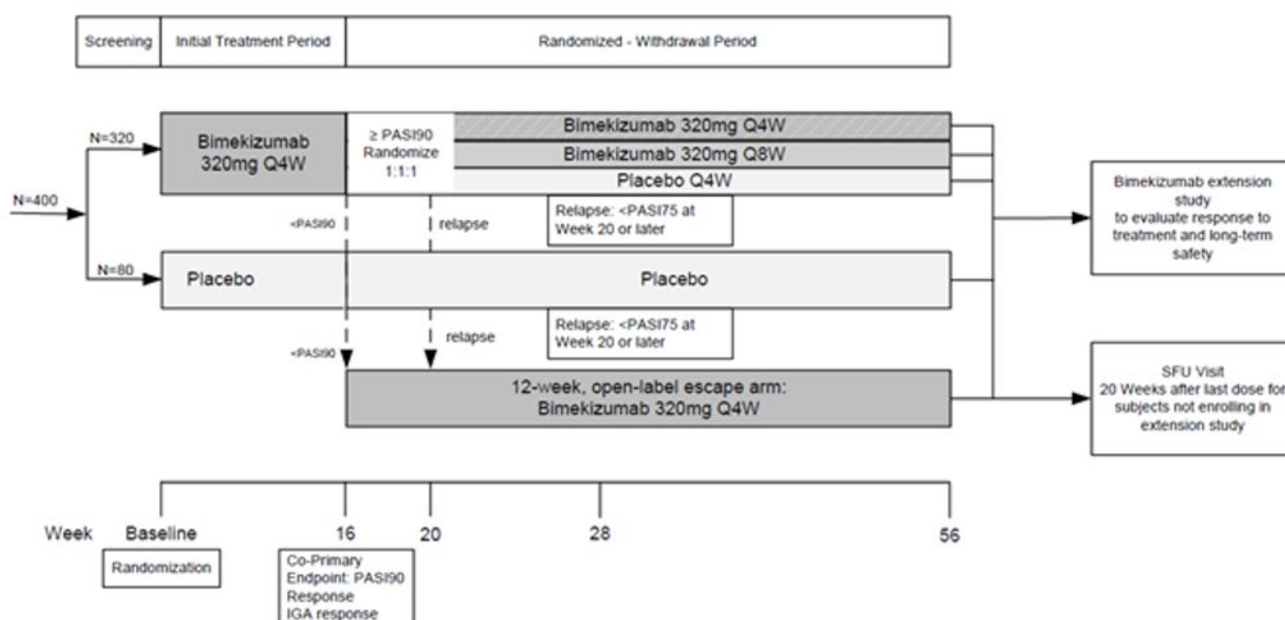 Screening
Initial Treatment Period
Randomized - Withdrawal Period
N=400
N=320
Bimekizumab
320mg Q4W
≥ PASI90
Randomize
1:1:1
Bimekizumab 320mg Q4W
Bimekizumab 320mg Q8W
Placebo Q4W
<PASI90
relapse
Relapse: <PASI75 at
Week 20 or later
N=80
Placebo
Placebo
<PASI90
relapse
Relapse: <PASI75 at
Week 20 or later
12-week, open-label escape arm:
Bimekizumab 320mg Q4W
Bimekizumab extension
study
to evaluate response to
treatment and long-term
safety
SFU Visit
20 Weeks after last dose for
subjects not enrolling in
extension study
Week
Baseline
16
20
28
56
Randomization
Co-Primary
Endpoint: PASI90
Response
IGA response